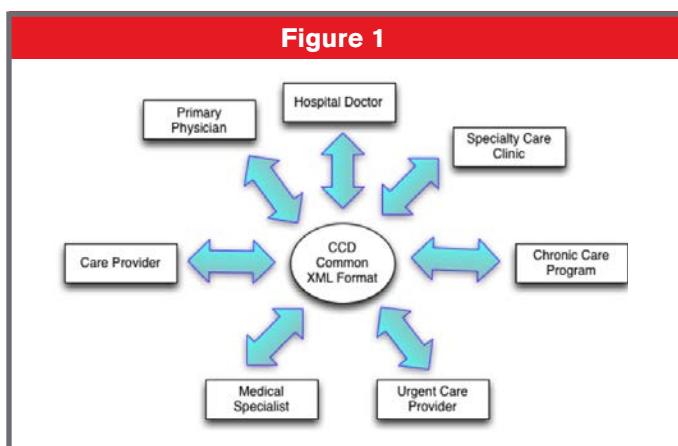 Figure 1
Hospital Doctor
Primary
Physician
Specialty Care
Clinic
Care Provider
CCD
Common
XML Format
Chronic Care
Program
Medical
Specialist
Urgent Care
Provider